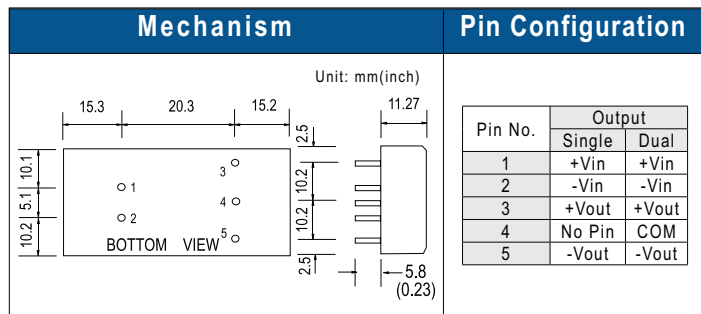 Mechanism
Pin Configuration
Unit: mm(inch)
15.3
20.3
15.2
11.27
2.5
10.1
5.1
10.2
1
2
3
4
5
BOTTOM VIEW
10.2
10.2
2.5
5.8
(0.23)
Pin No.
Output
Single Dual
1 +Vin +Vin
2 -Vin -Vin
3 +Vout +Vout
4 No Pin COM
5 -Vout -Vout